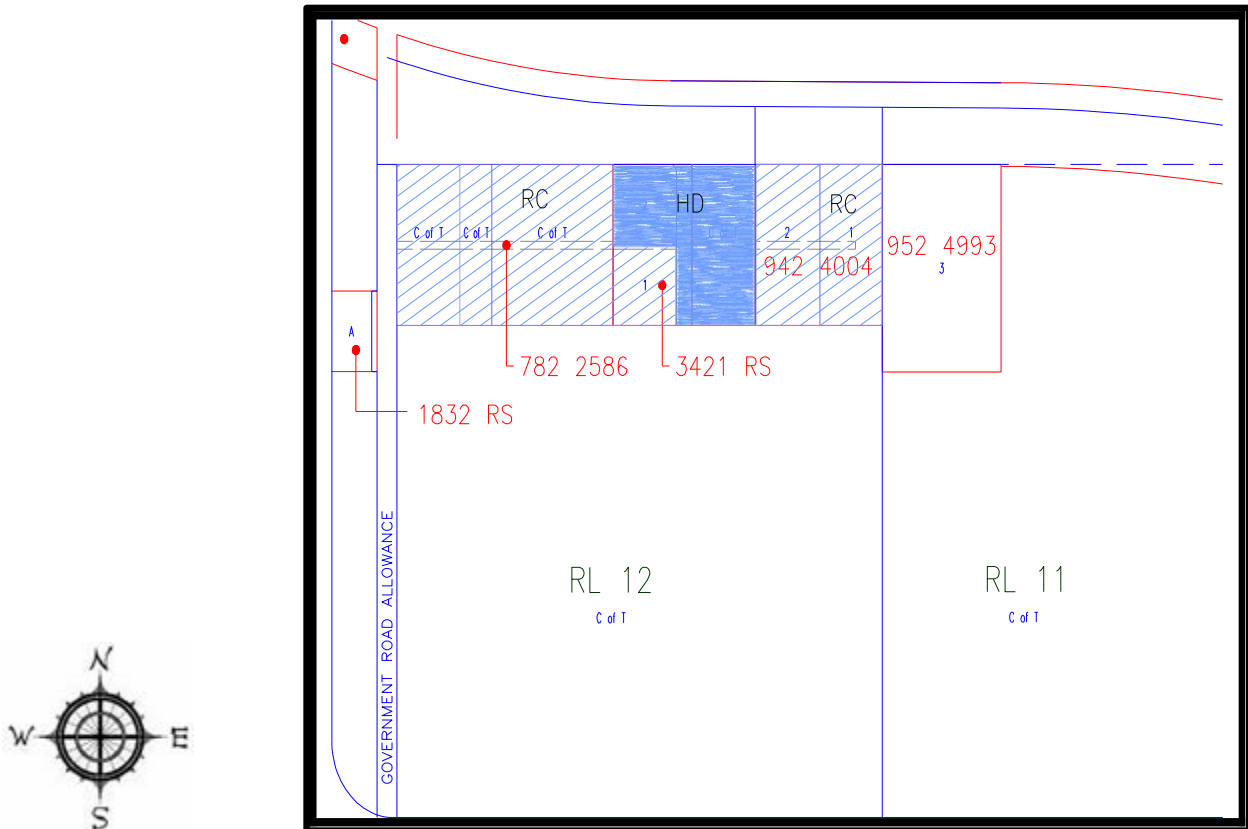 RC
HD
RC
C of T
C of T
C of T
2
1
952 4993
942 4004
3
1
A
782 2586
3421 RS
1832 RS
GOVERNMENT ROAD ALLOWANCE
RL 12
RL 11
C of T
C of T
N
W
E
S